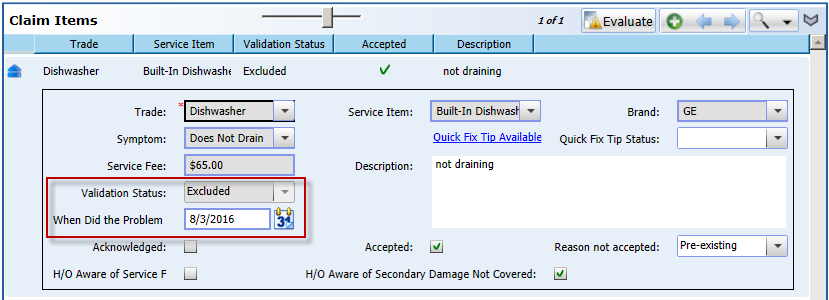 Claim Items 1 of 1 Evaluate
Trade Service Item Validation Status Accepted Description
Dishwasher Built-In Dishwashe Excluded not draining
Trade: * Dishwasher Service Item: Built-In Dishwash Brand: GE
Symptom: Does Not Drain Quick Fix Tip Available Quick Fix Tip Status:
Service Fee: $65.00 Description: not draining
Validation Status: Excluded
When Did the Problem 8/3/2016 31
Acknowledged: Accepted: Reason not accepted: Pre-existing
H/O Aware of Service F H/O Aware of Secondary Damage Not Covered: